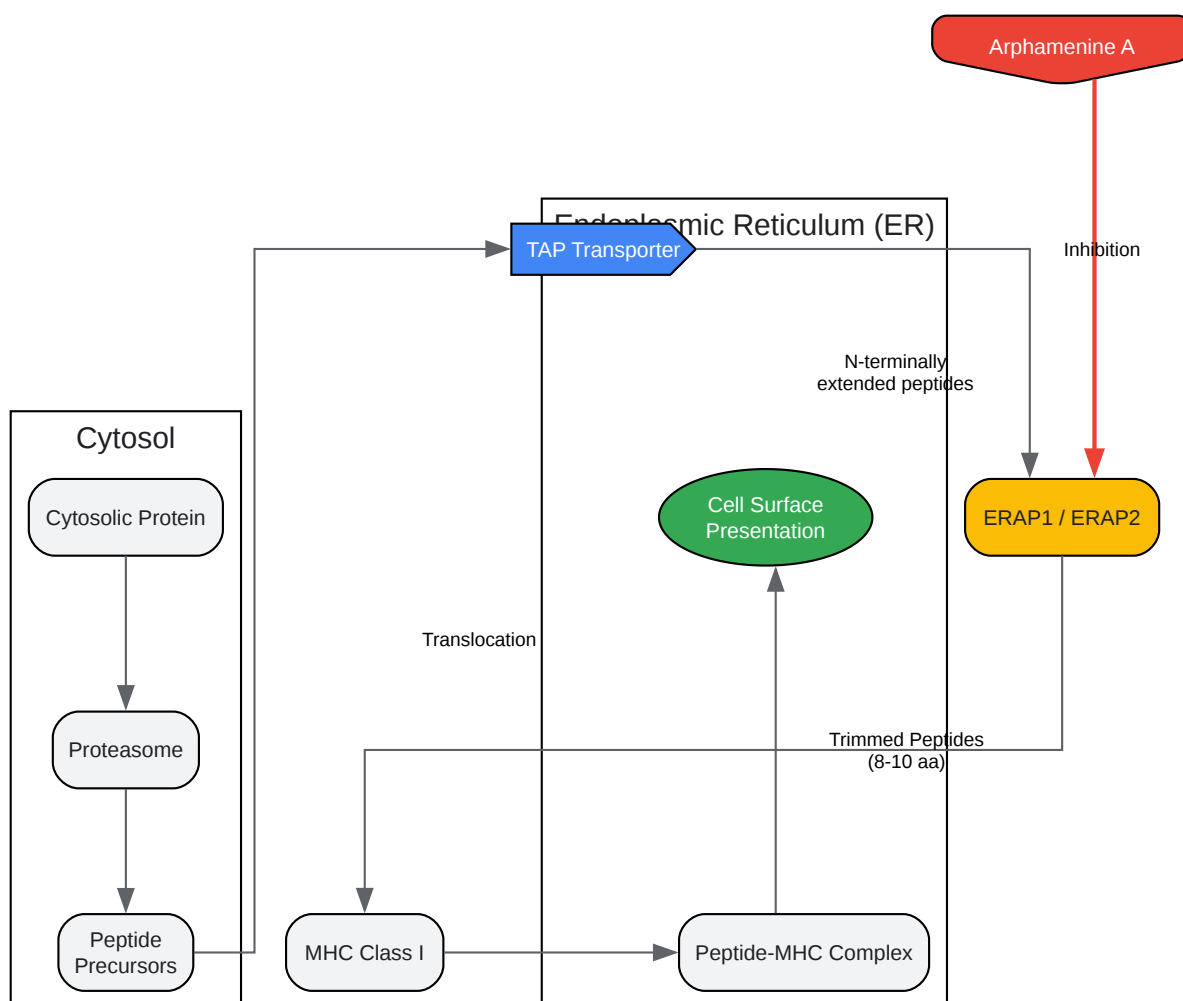 Arphamenine A
Endoplasmic Reticulum (ER)
TAP Transporter
Inhibition
N-terminally
extended peptides
Cytosol
Cytosolic Protein
Cell Surface
Presentation
ERAP1 / ERAP2
Translocation
Proteasome
Trimmed Peptides
(8-10 aa)
Peptide
Precursors
MHC Class I
Peptide-MHC Complex